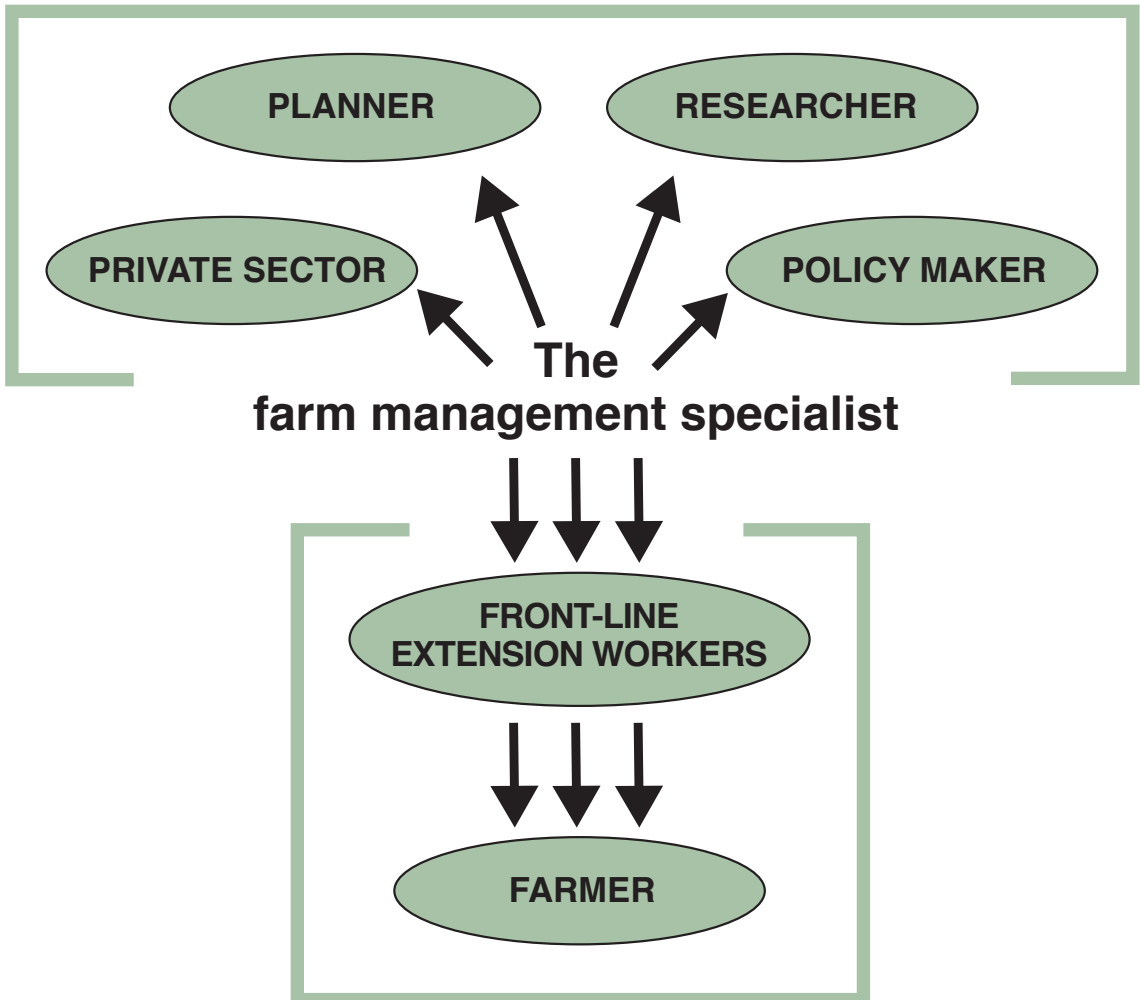 PLANNER
RESEARCHER
PRIVATE SECTOR
POLICY MAKER
The
farm management specialist
FRONT-LINE
EXTENSION WORKERS
FARMER